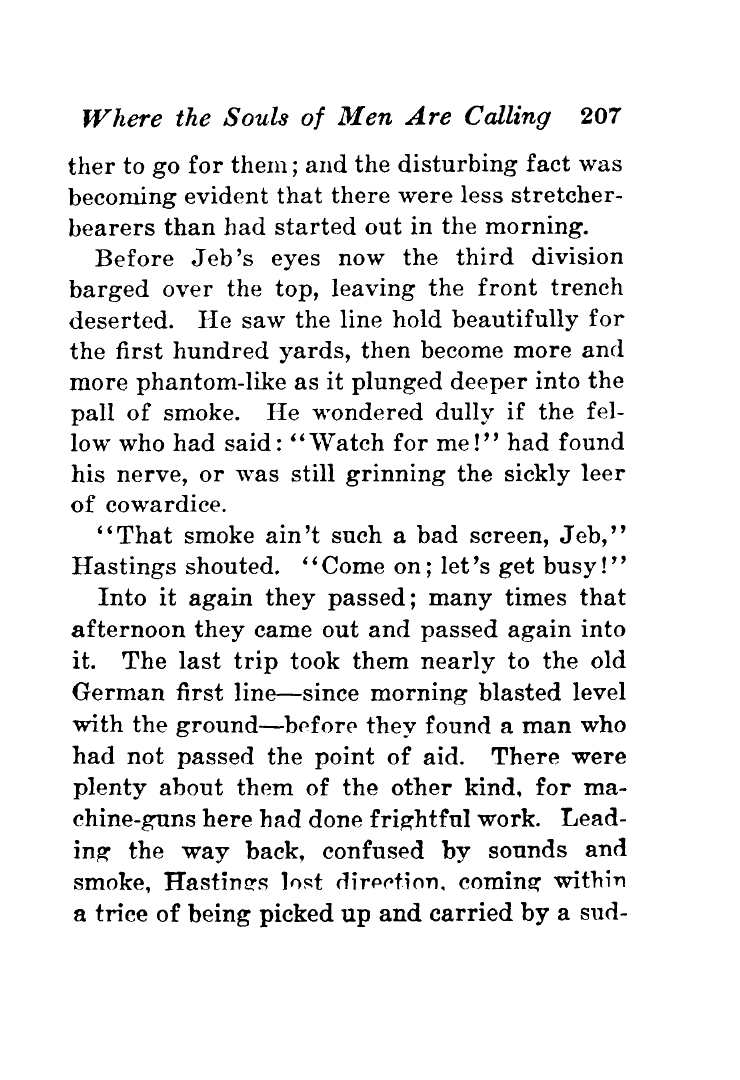 Where the Souls of Men Are Calling 207
ther to go for them; and the disturbing fact was
becoming evident that there were less stretcher-
bearers than had started out in the morning.
Before Jeb's eyes now the third division
barged over the top, leaving the front trench
deserted. He saw the line hold beautifully for
the first hundred yards, then become more and
more phantom-like as it plunged deeper into the
pall of smoke. He wondered dully if the fel-
low who had said: "Watch for me!" had found
his nerve, or was still grinning the sickly leer
of cowardice.
"That smoke ain't such a bad screen, Jeb,"
Hastings shouted. "Come on; let's get busy!"
Into it again they passed; many times that
afternoon they came out and passed again into
it. The last trip took them nearly to the old
German first line—since morning blasted level
with the ground—before they found a man who
had not passed the point of aid. There were
plenty about them of the other kind, for ma-
chine-guns here had done frightful work. Lead-
ing the way back, confused by sounds and
smoke, Hastings lost direction, coming within
a trice of being picked up and carried by a sud-